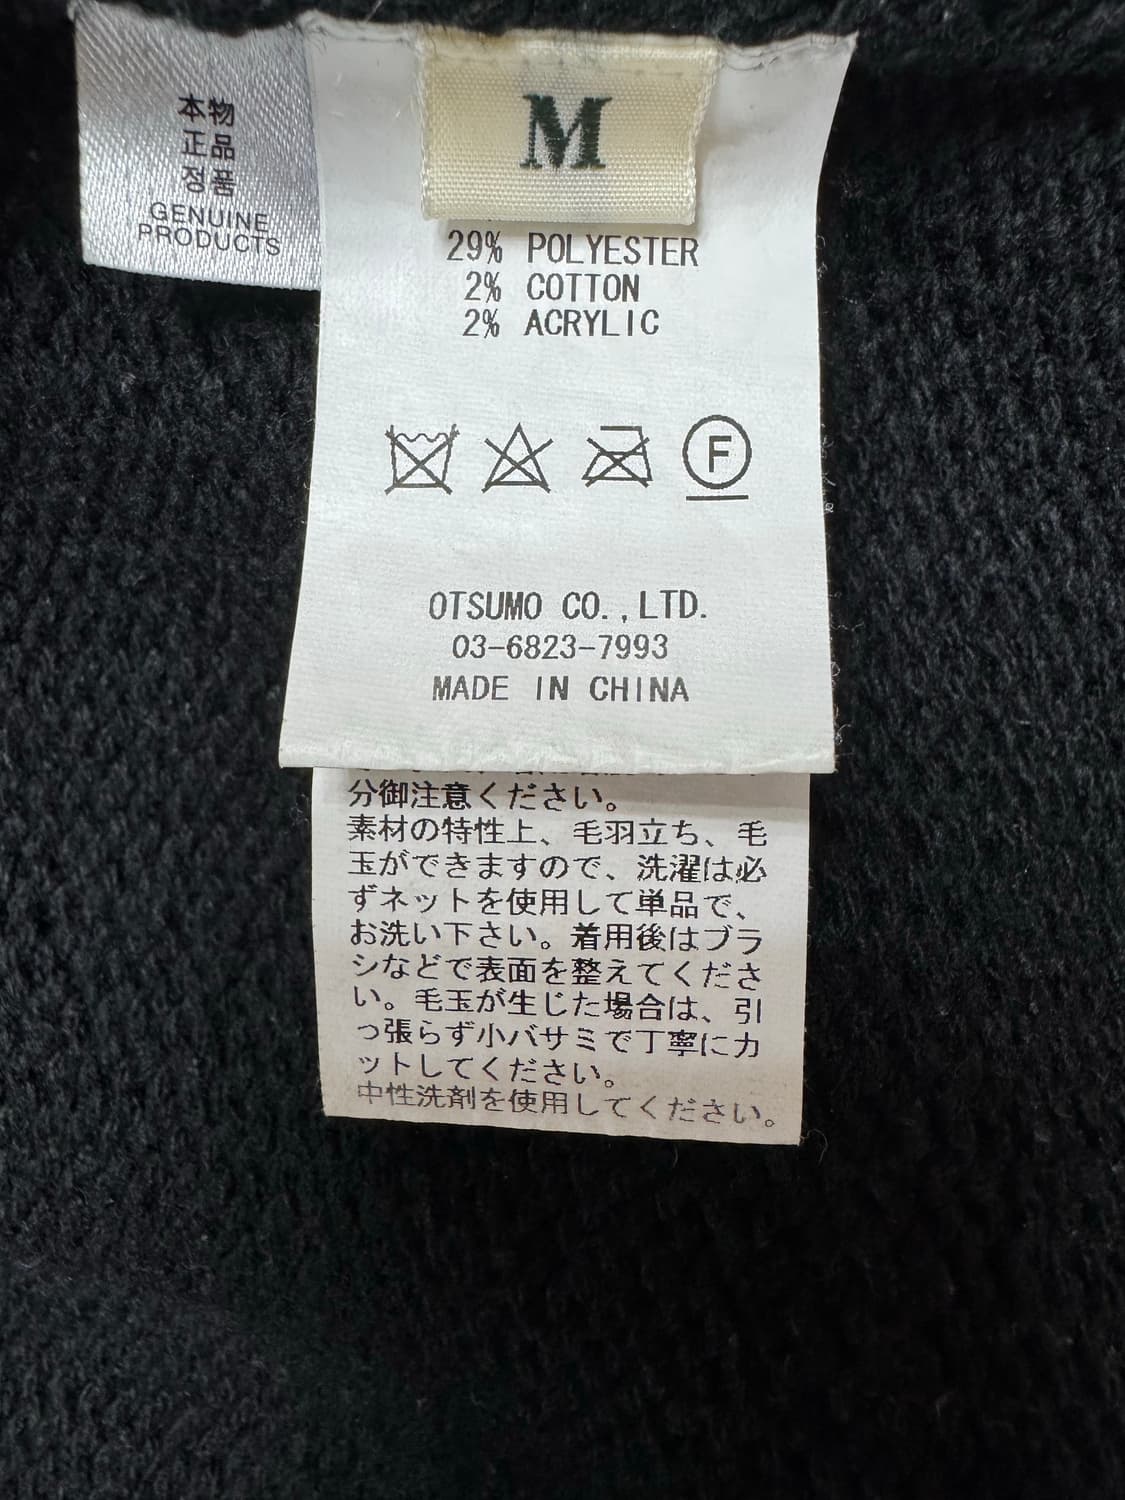 本物
正品
정품
GENUINE
PRODUCTS
M
29% POLYESTER
2% COTTON
2% ACRYLIC
F
OTSUMO CO.,LTD.
03-6823-7993
MADE IN CHINA
分御注意ください。
素材の特性上、毛羽立ち、毛
玉ができますので、洗濯は必
ずネットを使用して単品で、
お洗い下さい。着用後はブラ
シなどで表面を整えてくださ
い。毛玉が生じた場合は、引
っ張らず小バサミで丁寧にカ
ットしてください。
中性洗剤を使用してください。